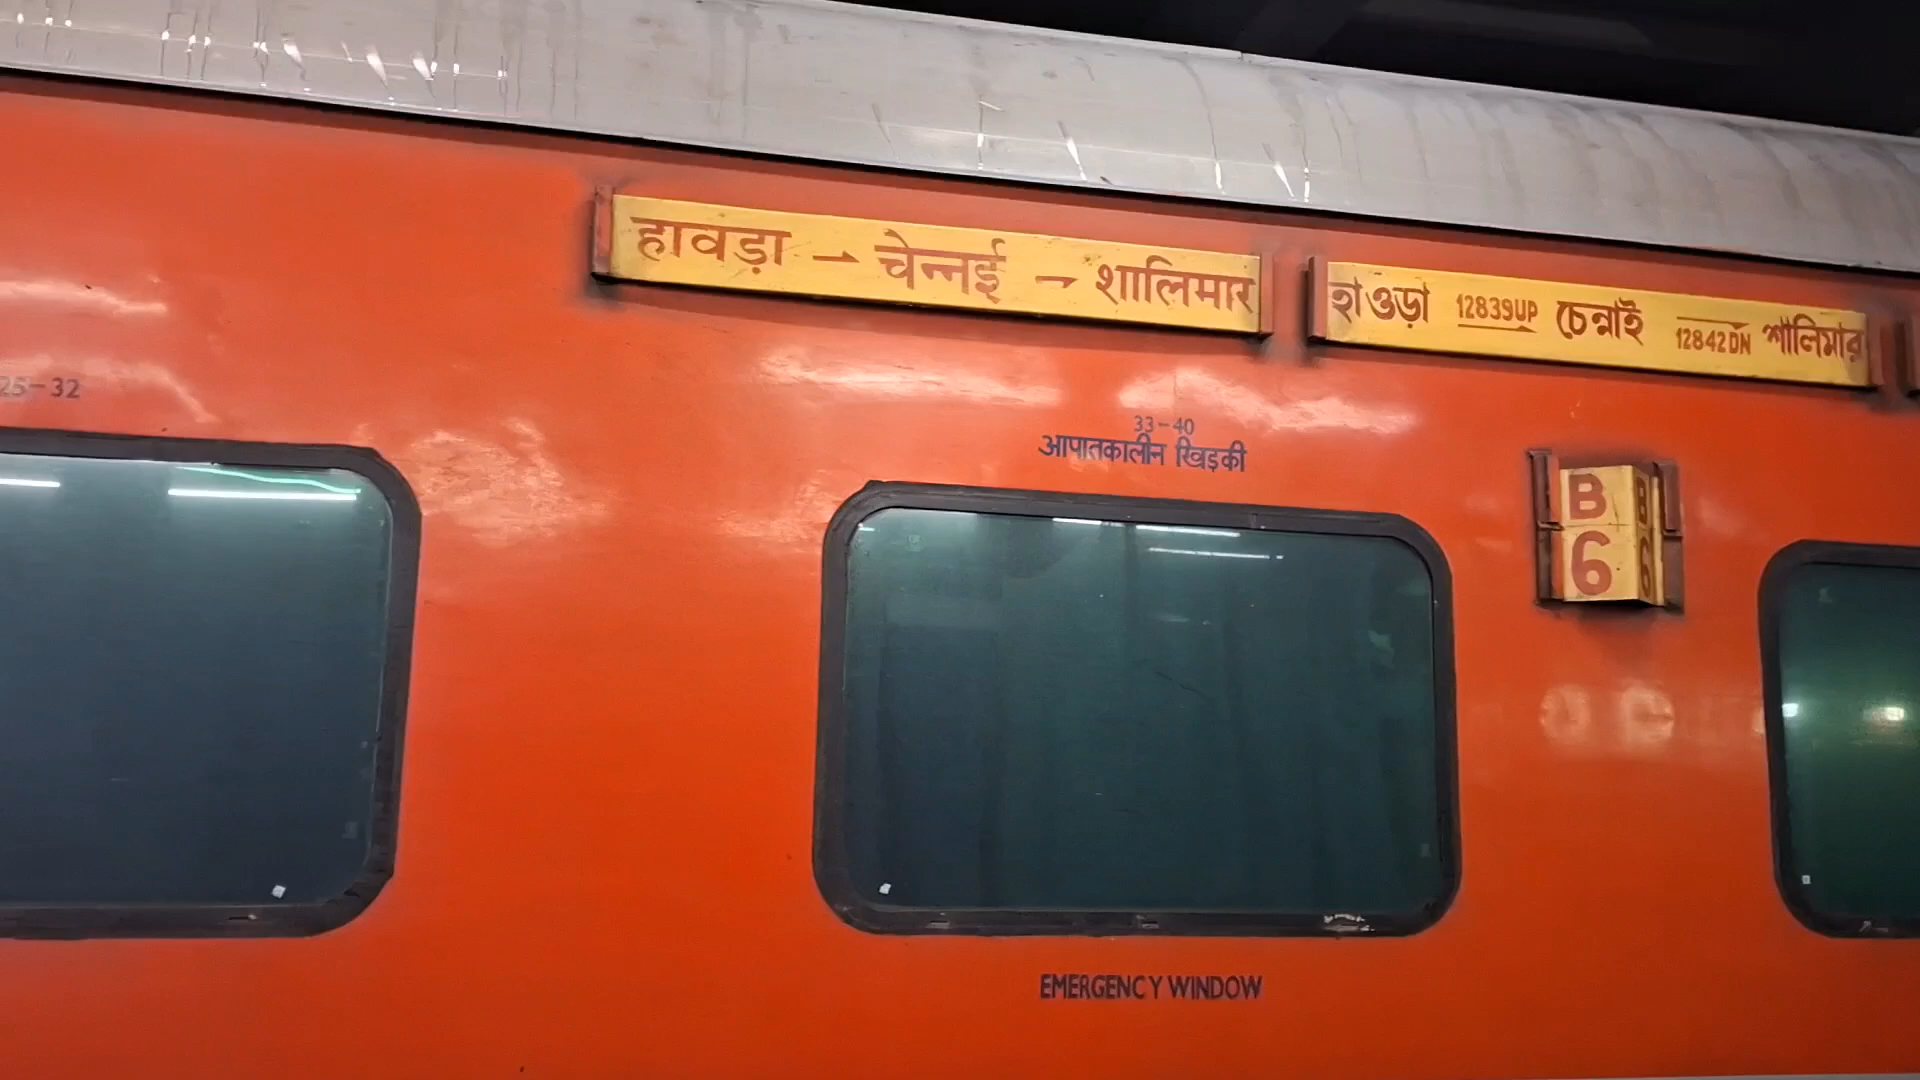 हावड़ा → चेन्नई → शालिमार
হাওড়া 12839UP চেন্নাই 12842DN শালিমার
25-32
33-40
आपातकालीन खिड़की
B
6
B
6
EMERGENCY WINDOW